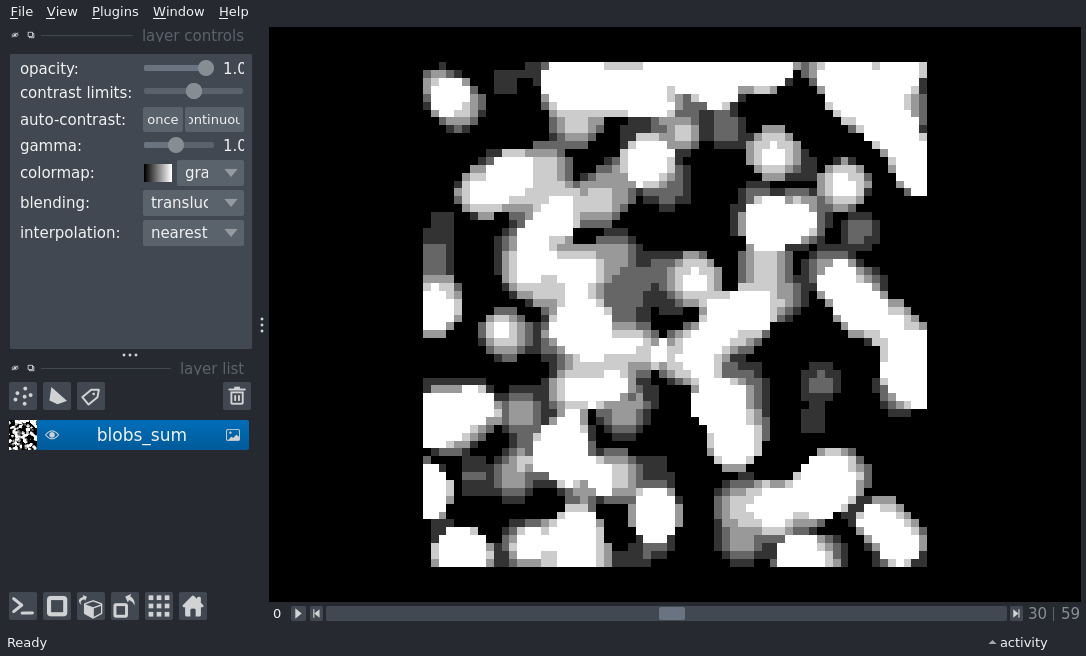 File View Plugins Window Help
layer controls
opacity: 1.0
contrast limits:
auto-contrast: once ontinuou
gamma: 1.0
colormap: gra
blending: transluc
interpolation: nearest
layer list
blobs_sum
0 30 | 59
Ready activity